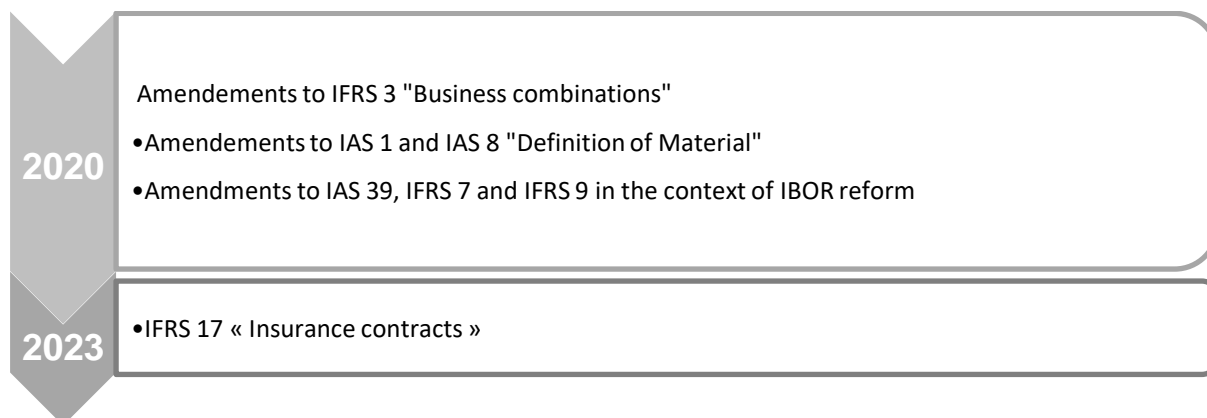 Amendements to IFRS 3 "Business combinations"
•Amendements to IAS 1 and IAS 8 "Definition of Material"
2020
•Amendments to IAS 39, IFRS 7 and IFRS 9 in the context of IBOR reform
•IFRS 17 « Insurance contracts »
2023